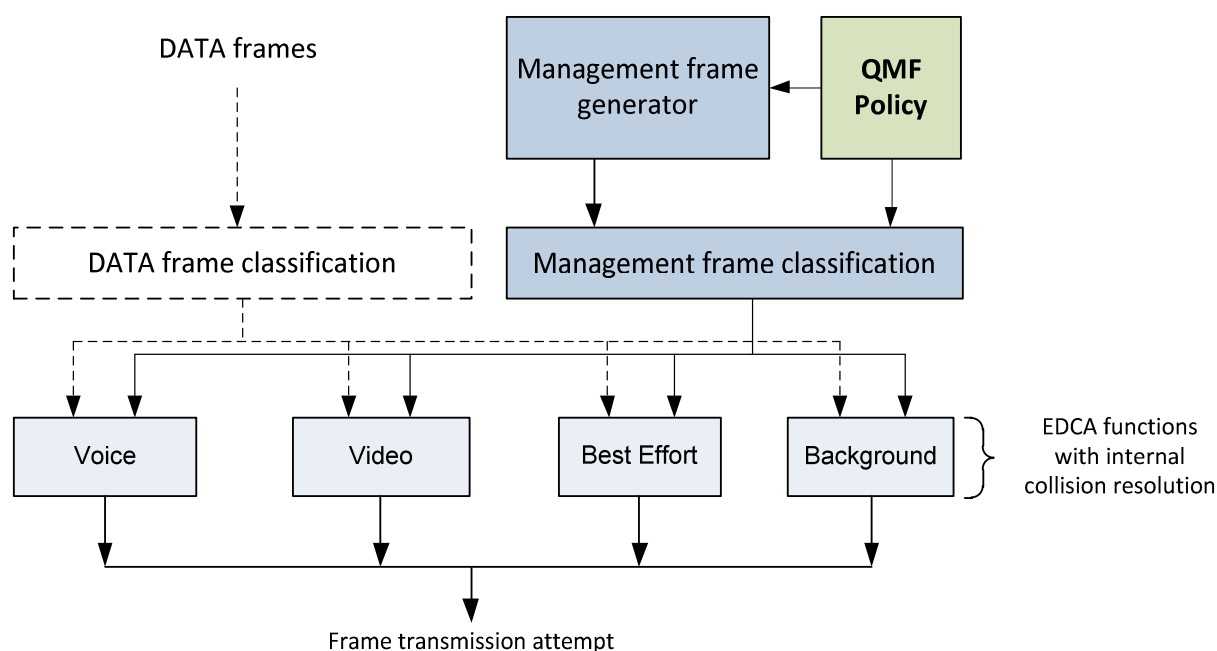 DATA frames
Management frame
generator
QMF
Policy
DATA frame classification
Management frame classification
Voice
Video
Best Effort
Background
EDCA functions
with internal
collision resolution
Frame transmission attempt